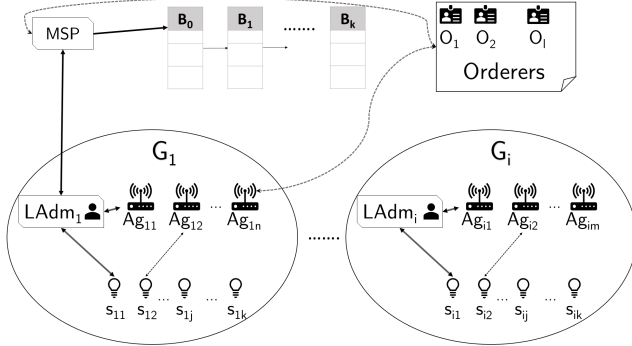 MSP
B₀ B₁ ....... Bₖ
O₁ O₂ Oₗ
Orderers
G₁
LAdm₁ Ag₁₁ Ag₁₂ ... Ag₁ₙ
s₁₁ s₁₂ ... s₁ⱼ ... s₁ₖ
.......
Gᵢ
LAdmᵢ Agᵢ₁ Agᵢ₂ ... Agᵢₘ
sᵢ₁ sᵢ₂ ... sᵢⱼ ... sᵢₖ